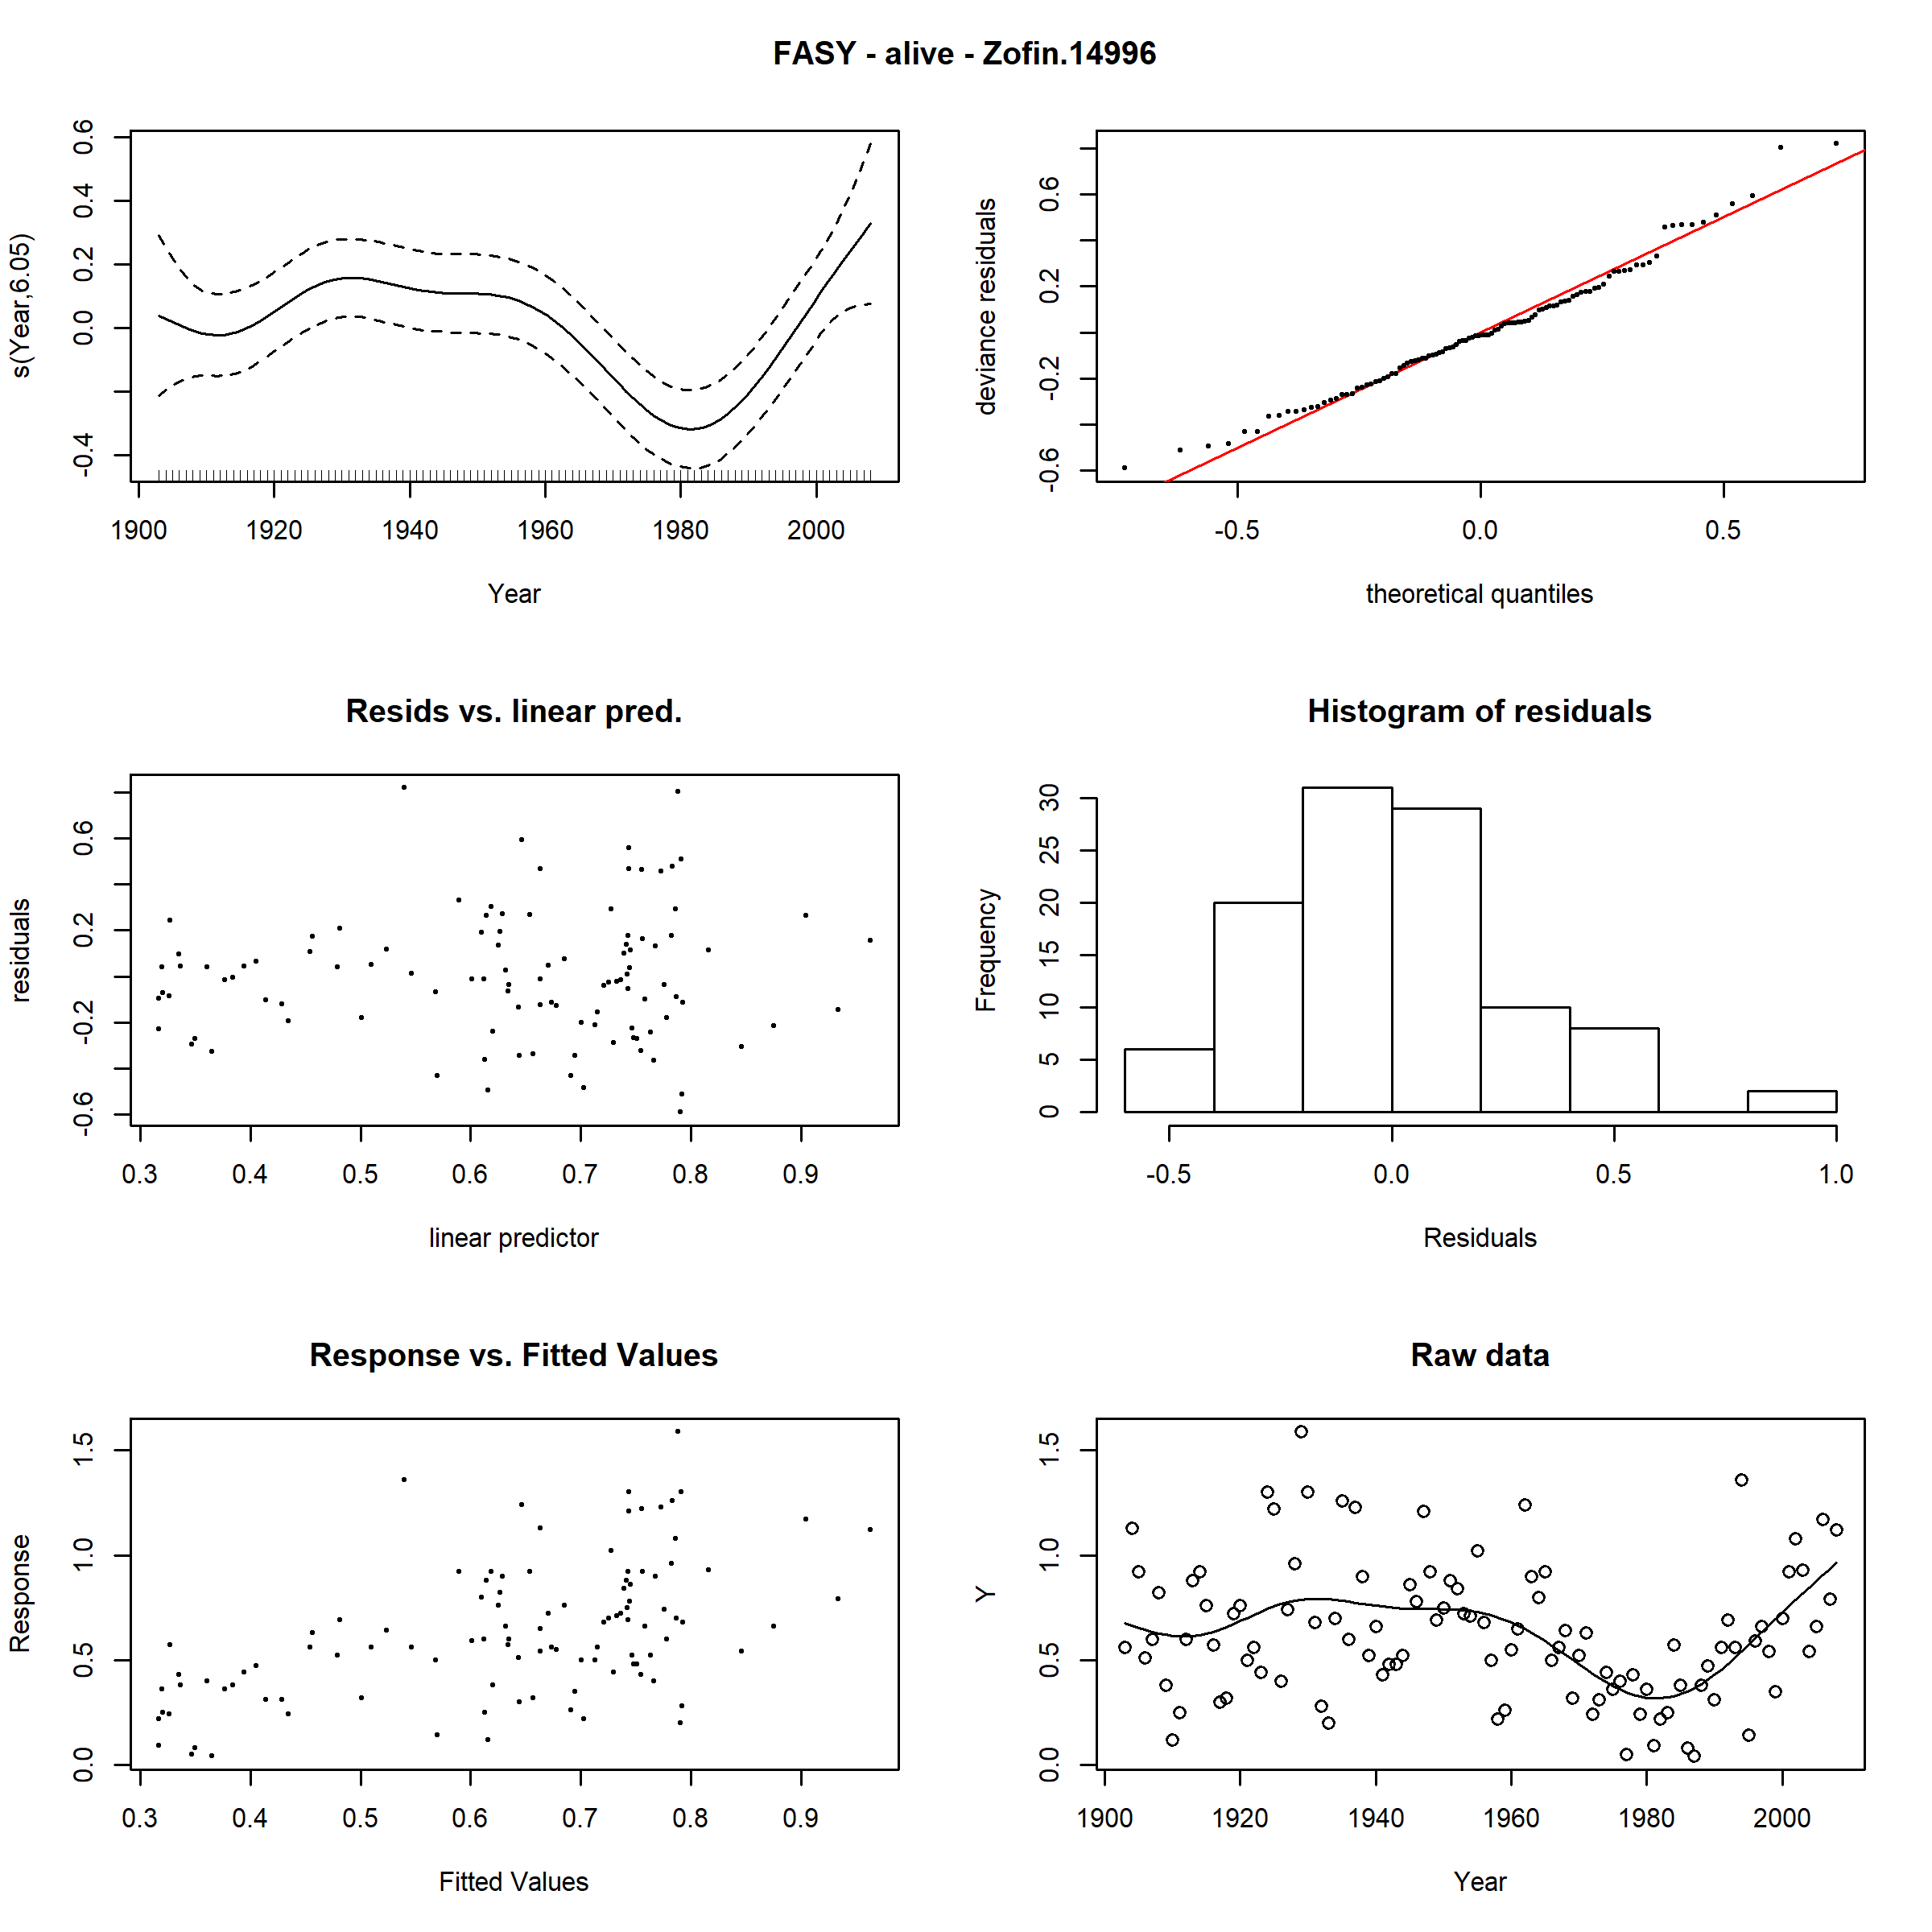 FASY - alive - Zofin.14996
s(Year,6.05)
-0.4 0.0 0.2 0.4 0.6
1900 1920 1940 1960 1980 2000
Year
deviance residuals
-0.6 -0.2 0.2 0.6
-0.5 0.0 0.5
theoretical quantiles
Resids vs. linear pred.
residuals
-0.6 -0.2 0.2 0.6
0.3 0.4 0.5 0.6 0.7 0.8 0.9
linear predictor
Histogram of residuals
Frequency
0 5 10 15 20 25 30
-0.5 0.0 0.5 1.0
Residuals
Response vs. Fitted Values
Response
0.0 0.5 1.0 1.5
0.3 0.4 0.5 0.6 0.7 0.8 0.9
Fitted Values
Raw data
Y
0.0 0.5 1.0 1.5
1900 1920 1940 1960 1980 2000
Year